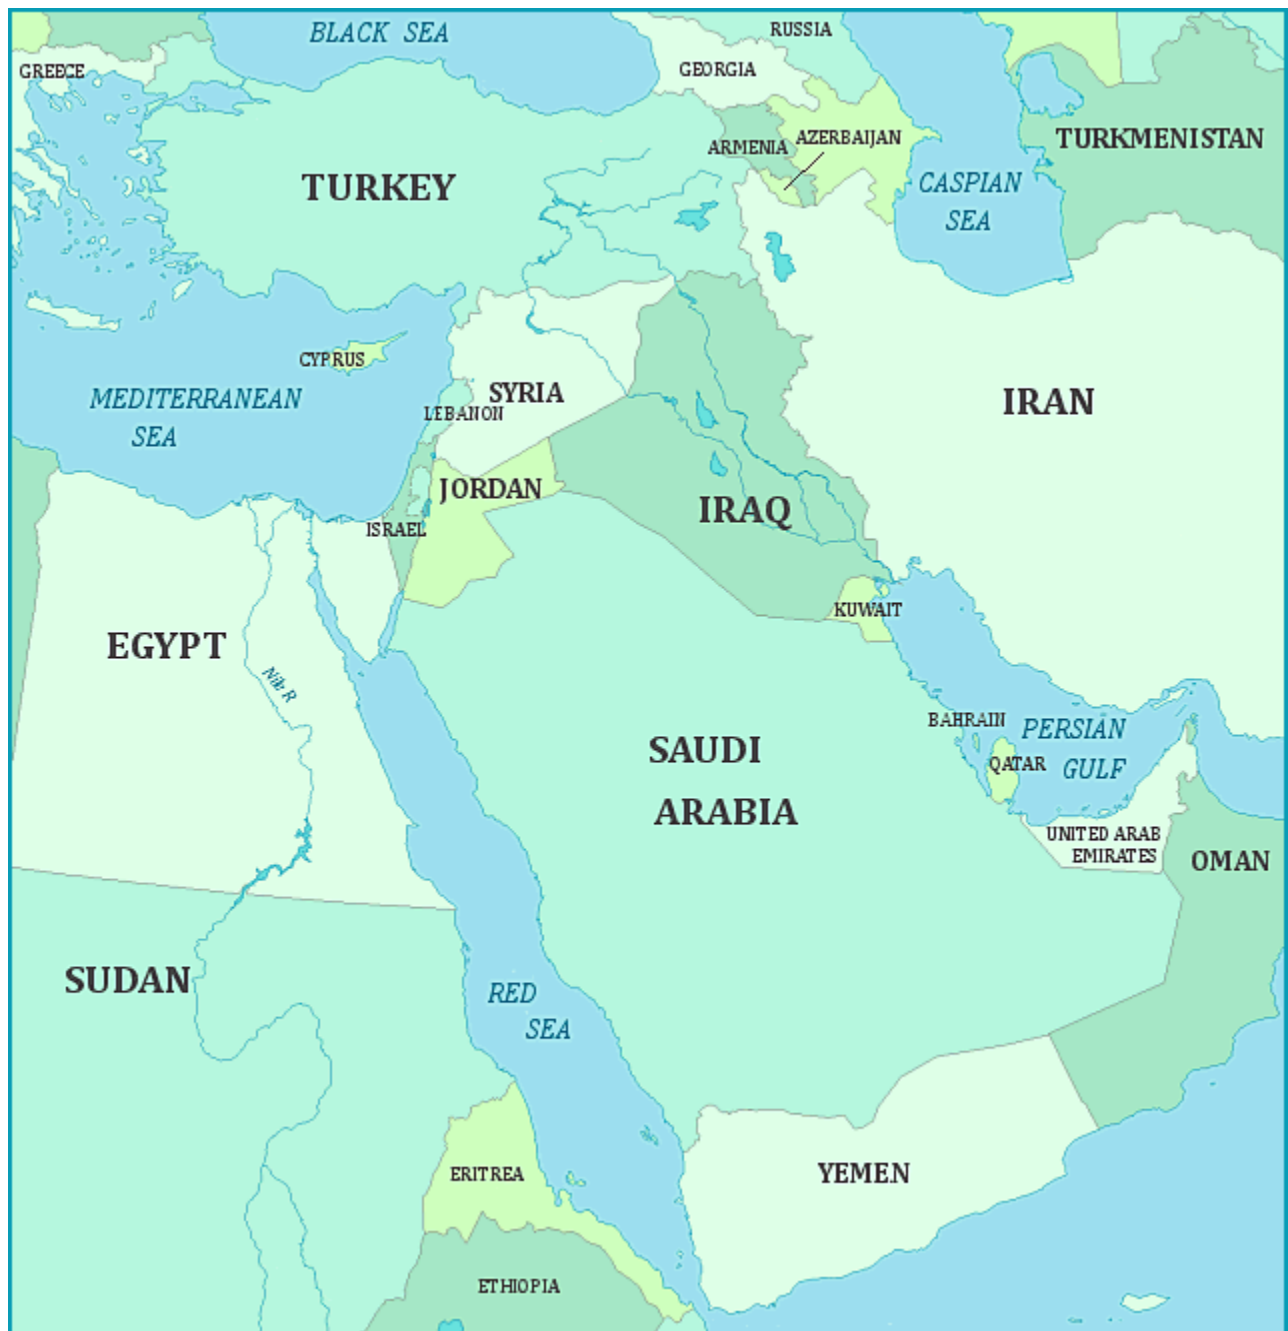 BLACK SEA
RUSSIA
GREECE
GEORGIA
TURKMENISTAN
AZERBAIJAN
ARMENIA
TURKEY
CASPIAN
SEA
CYPRUS
MEDITERRANEAN
SEA
SYRIA
LEBANON
IRAN
JORDAN
IRAQ
ISRAEL
KUWAIT
EGYPT
Nile R
BAHRAIN
PERSIAN
GULF
QATAR
SAUDI
ARABIA
UNITED ARAB
EMIRATES
OMAN
SUDAN
RED
SEA
ERITREA
YEMEN
ETHIOPIA